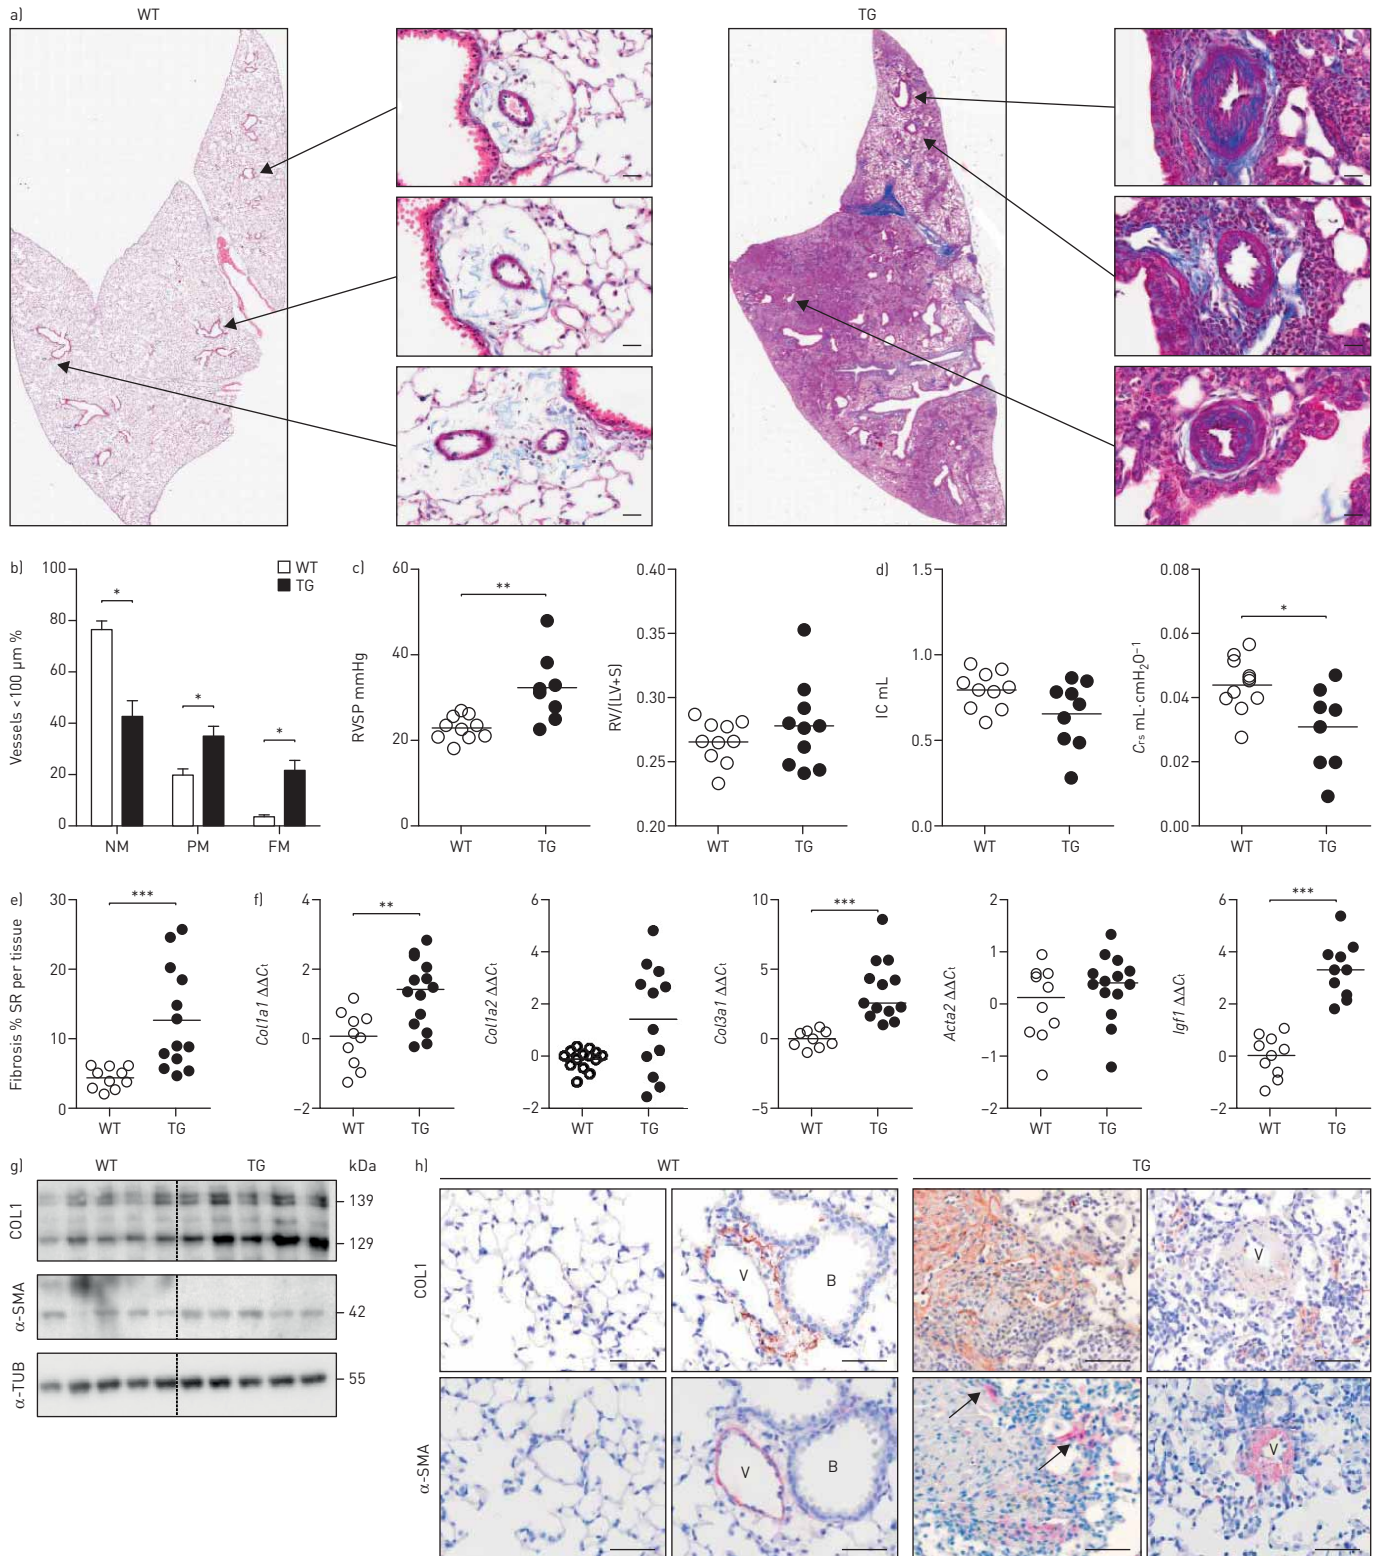 a)
WT
TG
b)
Vessels <100 µm %
100
80
60
40
20
0
WT
TG
*
*
*
NM
PM
FM
c)
RVSP mmHg
60
40
20
0
**
WT
TG
RV/(LV+S)
0.40
0.35
0.30
0.25
0.20
WT
TG
d)
IC mL
1.5
1.0
0.5
0.0
WT
TG
Crs mL·cmH2O−1
0.08
0.06
0.04
0.02
0.00
*
WT
TG
e)
Fibrosis % SR per tissue
30
20
10
0
***
WT
TG
f)
Col1a1 ΔΔCt
4
2
0
−2
**
WT
TG
Col1a2 ΔΔCt
6
4
2
0
−2
WT
TG
Col3a1 ΔΔCt
10
5
0
−5
***
WT
TG
Acta2 ΔΔCt
2
1
0
−1
−2
WT
TG
Igf1 ΔΔCt
6
4
2
0
−2
***
WT
TG
g)
WT
TG
kDa
COL1
139
129
α-SMA
42
α-TUB
55
h)
WT
TG
COL1
V
B
V
α-SMA
V
B
V